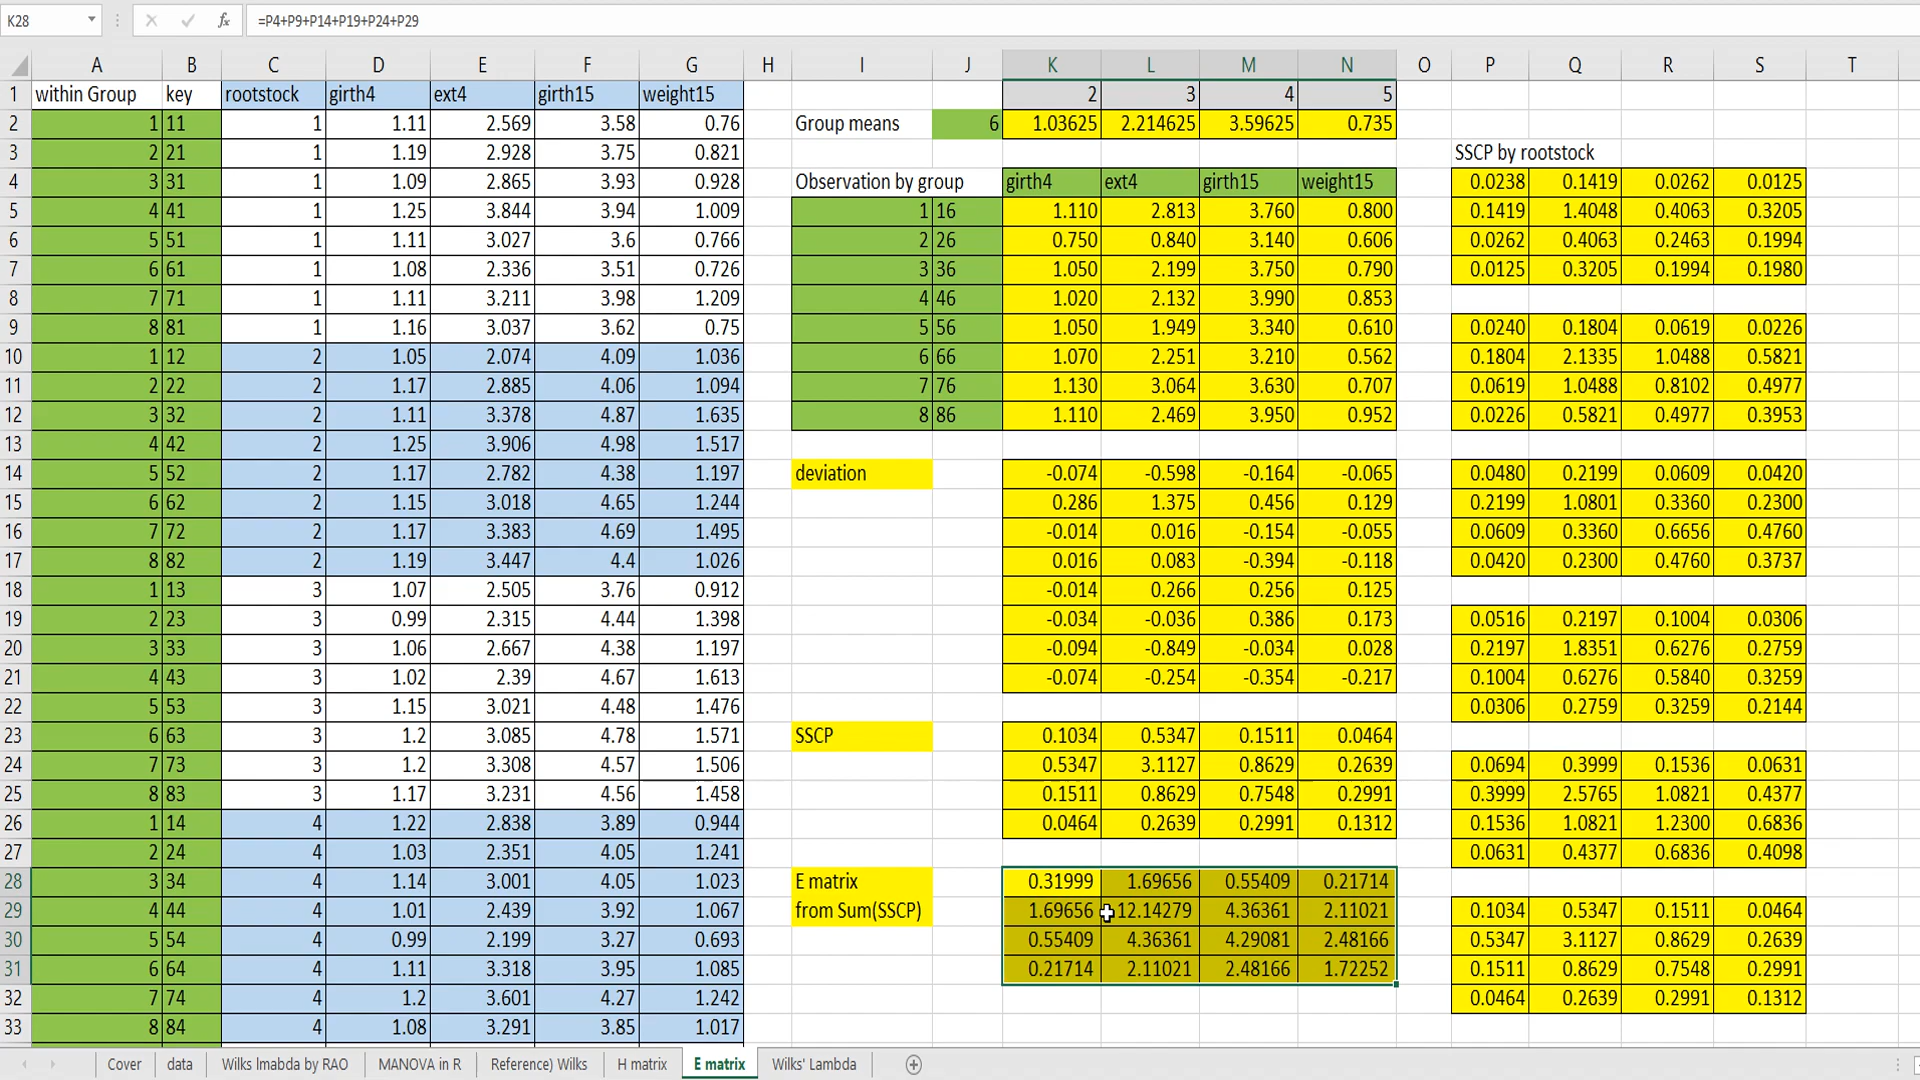 K28 fx =P4+P9+P14+P19+P24+P29
A B C D E F G H I J K L M N O P Q R S T
1 within Group key rootstock girth4 ext4 girth15 weight15 2 3 4 5
2 1 11 1 1.11 2.569 3.58 0.76 Group means 6 1.03625 2.214625 3.59625 0.735
3 2 21 1 1.19 2.928 3.75 0.821 SSCP by rootstock
4 3 31 1 1.09 2.865 3.93 0.928 Observation by group girth4 ext4 girth15 weight15 0.0238 0.1419 0.0262 0.0125
5 4 41 1 1.25 3.844 3.94 1.009 1 16 1.110 2.813 3.760 0.800 0.1419 1.4048 0.4063 0.3205
6 5 51 1 1.11 3.027 3.6 0.766 2 26 0.750 0.840 3.140 0.606 0.0262 0.4063 0.2463 0.1994
7 6 61 1 1.08 2.336 3.51 0.726 3 36 1.050 2.199 3.750 0.790 0.0125 0.3205 0.1994 0.1980
8 7 71 1 1.11 3.211 3.98 1.209 4 46 1.020 2.132 3.990 0.853
9 8 81 1 1.16 3.037 3.62 0.75 5 56 1.050 1.949 3.340 0.610 0.0240 0.1804 0.0619 0.0226
10 1 12 2 1.05 2.074 4.09 1.036 6 66 1.070 2.251 3.210 0.562 0.1804 2.1335 1.0488 0.5821
11 2 22 2 1.17 2.885 4.06 1.094 7 76 1.130 3.064 3.630 0.707 0.0619 1.0488 0.8102 0.4977
12 3 32 2 1.11 3.378 4.87 1.635 8 86 1.110 2.469 3.950 0.952 0.0226 0.5821 0.4977 0.3953
13 4 42 2 1.25 3.906 4.98 1.517
14 5 52 2 1.17 2.782 4.38 1.197 deviation -0.074 -0.598 -0.164 -0.065 0.0480 0.2199 0.0609 0.0420
15 6 62 2 1.15 3.018 4.65 1.244 0.286 1.375 0.456 0.129 0.2199 1.0801 0.3360 0.2300
16 7 72 2 1.17 3.383 4.69 1.495 -0.014 0.016 -0.154 -0.055 0.0609 0.3360 0.6656 0.4760
17 8 82 2 1.19 3.447 4.4 1.026 0.016 0.083 -0.394 -0.118 0.0420 0.2300 0.4760 0.3737
18 1 13 3 1.07 2.505 3.76 0.912 -0.014 0.266 0.256 0.125
19 2 23 3 0.99 2.315 4.44 1.398 -0.034 -0.036 0.386 0.173 0.0516 0.2197 0.1004 0.0306
20 3 33 3 1.06 2.667 4.38 1.197 -0.094 -0.849 -0.034 0.028 0.2197 1.8351 0.6276 0.2759
21 4 43 3 1.02 2.39 4.67 1.613 -0.074 -0.254 -0.354 -0.217 0.1004 0.6276 0.5840 0.3259
22 5 53 3 1.15 3.021 4.48 1.476 0.0306 0.2759 0.3259 0.2144
23 6 63 3 1.2 3.085 4.78 1.571 SSCP 0.1034 0.5347 0.1511 0.0464
24 7 73 3 1.2 3.308 4.57 1.506 0.5347 3.1127 0.8629 0.2639 0.0694 0.3999 0.1536 0.0631
25 8 83 3 1.17 3.231 4.56 1.458 0.1511 0.8629 0.7548 0.2991 0.3999 2.5765 1.0821 0.4377
26 1 14 4 1.22 2.838 3.89 0.944 0.0464 0.2639 0.2991 0.1312 0.1536 1.0821 1.2300 0.6836
27 2 24 4 1.03 2.351 4.05 1.241 0.0631 0.4377 0.6836 0.4098
28 3 34 4 1.14 3.001 4.05 1.023 E matrix 0.31999 1.69656 0.55409 0.21714
29 4 44 4 1.01 2.439 3.92 1.067 from Sum(SSCP) 1.69656 12.14279 4.36361 2.11021 0.1034 0.5347 0.1511 0.0464
30 5 54 4 0.99 2.199 3.27 0.693 0.55409 4.36361 4.29081 2.48166 0.5347 3.1127 0.8629 0.2639
31 6 64 4 1.11 3.318 3.95 1.085 0.21714 2.11021 2.48166 1.72252 0.1511 0.8629 0.7548 0.2991
32 7 74 4 1.2 3.601 4.27 1.242 0.0464 0.2639 0.2991 0.1312
33 8 84 4 1.08 3.291 3.85 1.017
Cover data Wilks lmabda by RAO MANOVA in R Reference) Wilks H matrix E matrix Wilks' Lambda